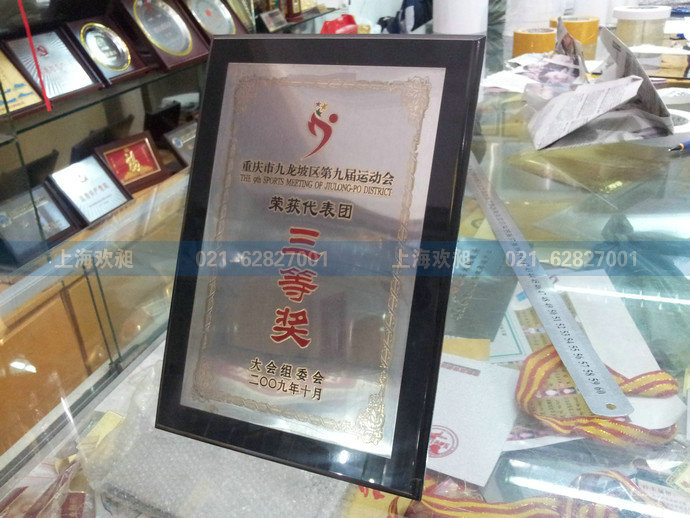 重庆市九龙坡区第九届运动会
THE 9th SPORTS MEETING OF JIULONG-PO DISTRICT
荣获代表团
三等奖
大会组委会
二〇〇九年十月
上海欢昶 021-62827001 上海欢昶 021-62827001